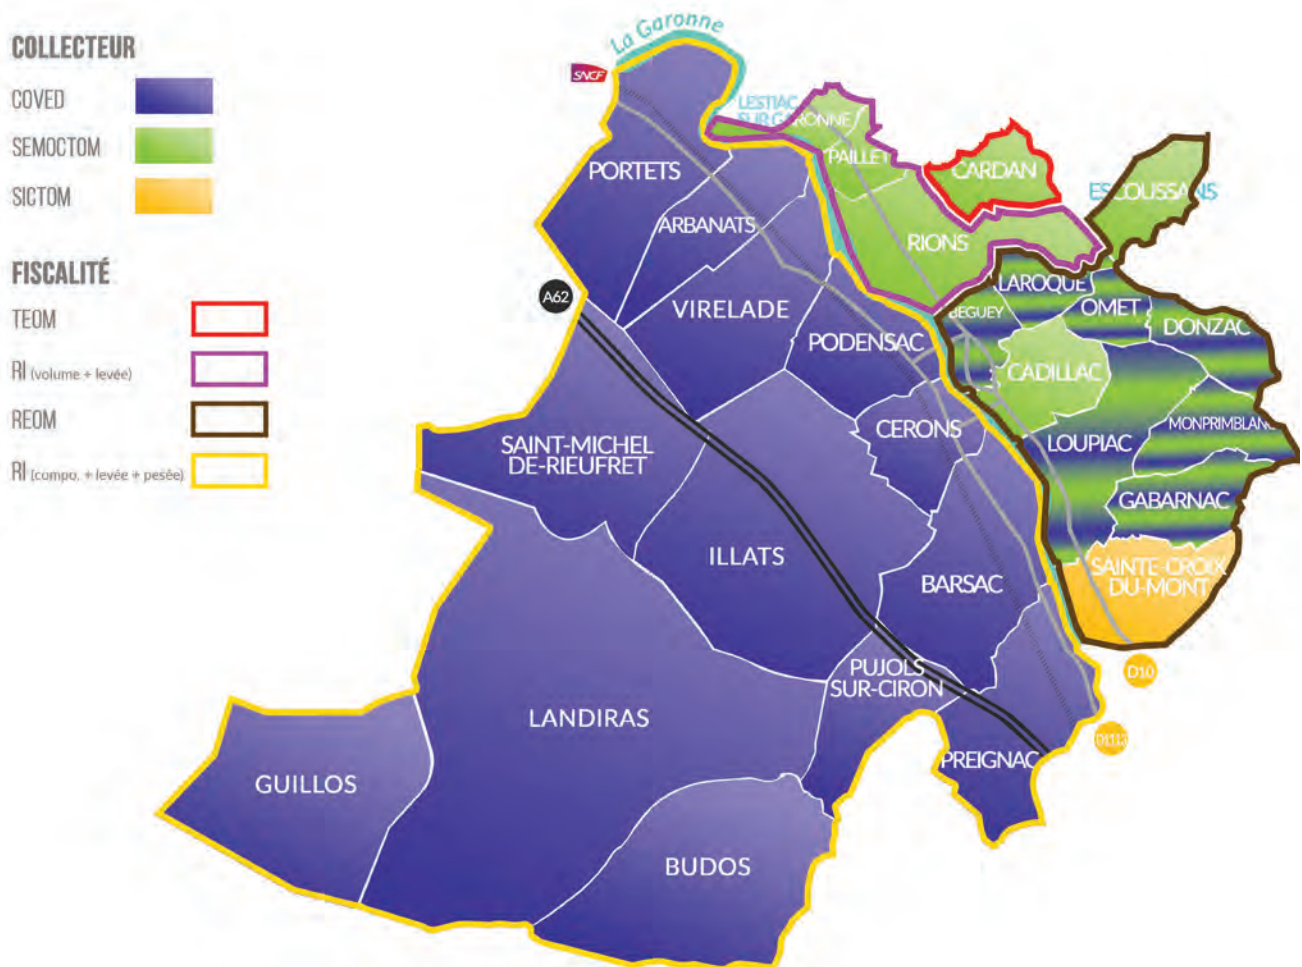 COLLECTEUR
COVED
SEMOCTOM
SICTOM
FISCALITÉ
TEOM
RI (volume + levée)
REOM
RI (compo. + levée + pesée)
La Garonne
SNCF
LESTIAC
SUR GARONNE
PAILLET
CARDAN
ESCOUSSANS
PORTETS
ARBANATS
RIONS
A62
VIRELADE
LAROQUE
OMET
BEGUEY
DONZAC
PODENSAC
CADILLAC
CERONS
MONPRIMBLANC
LOUPIAC
SAINT-MICHEL
DE-RIEUFRET
GABARNAC
ILLATS
BARSAC
SAINTE-CROIX
DU-MONT
PUJOLS
SUR-CIRON
D10
LANDIRAS
D1113
PREIGNAC
GUILLOS
BUDOS